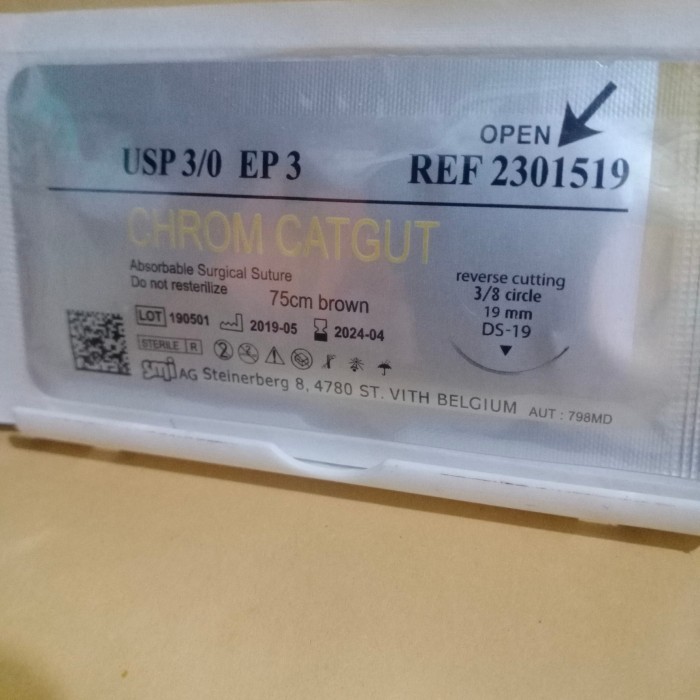 OPEN
USP 3/0 EP 3 REF 2301519
CHROM CATGUT
Absorbable Surgical Suture
Do not resterilize
75cm brown
reverse cutting
3/8 circle
19 mm
DS-19
LOT 190501 2019-05 2024-04
STERILE R 2
smi AG Steinerberg 8, 4780 ST. VITH BELGIUM AUT : 798MD